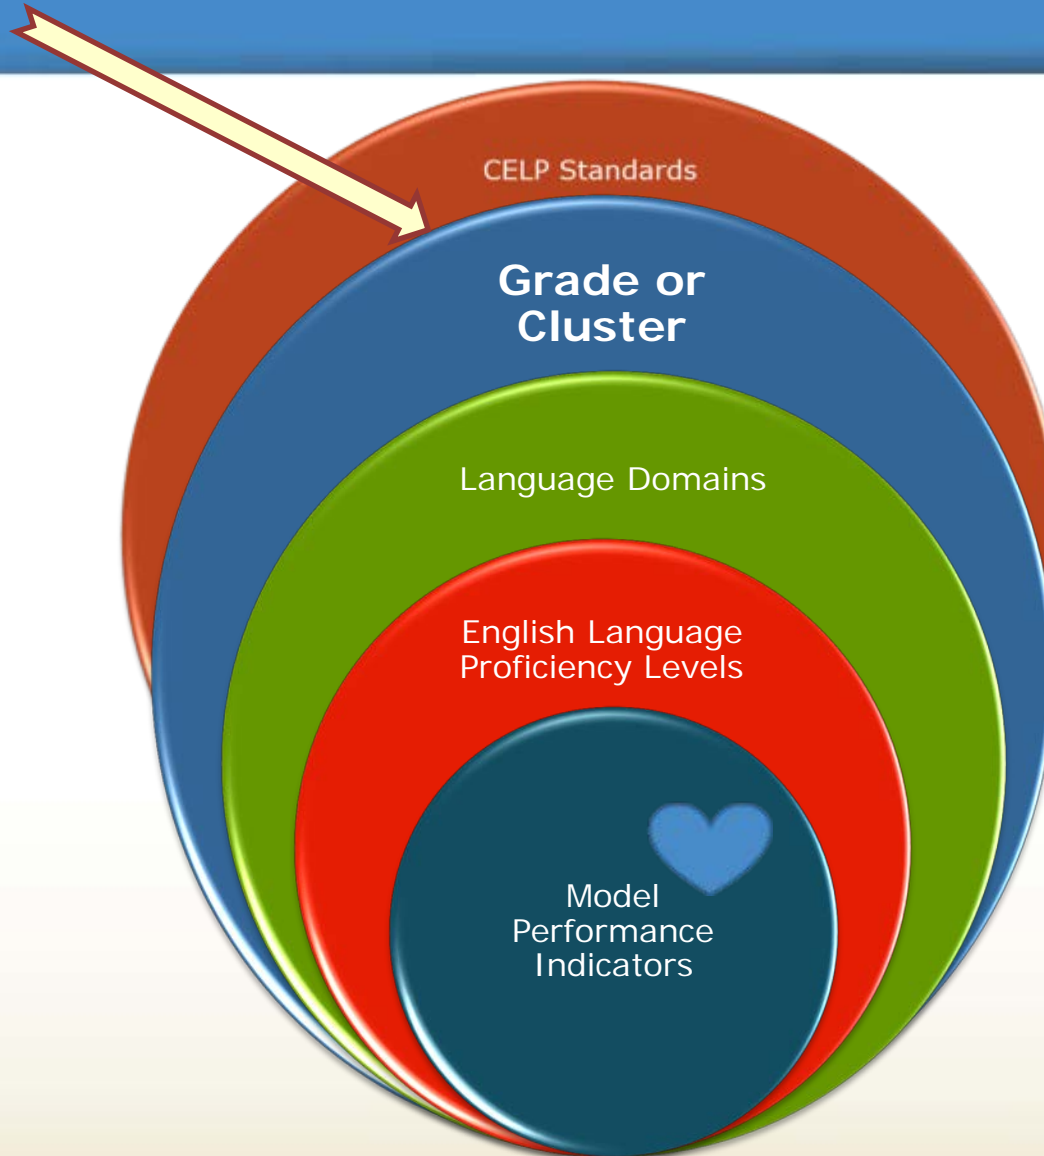 CELP Standards
Grade or
Cluster
Language Domains
English Language
Proficiency Levels
Model
Performance
Indicators